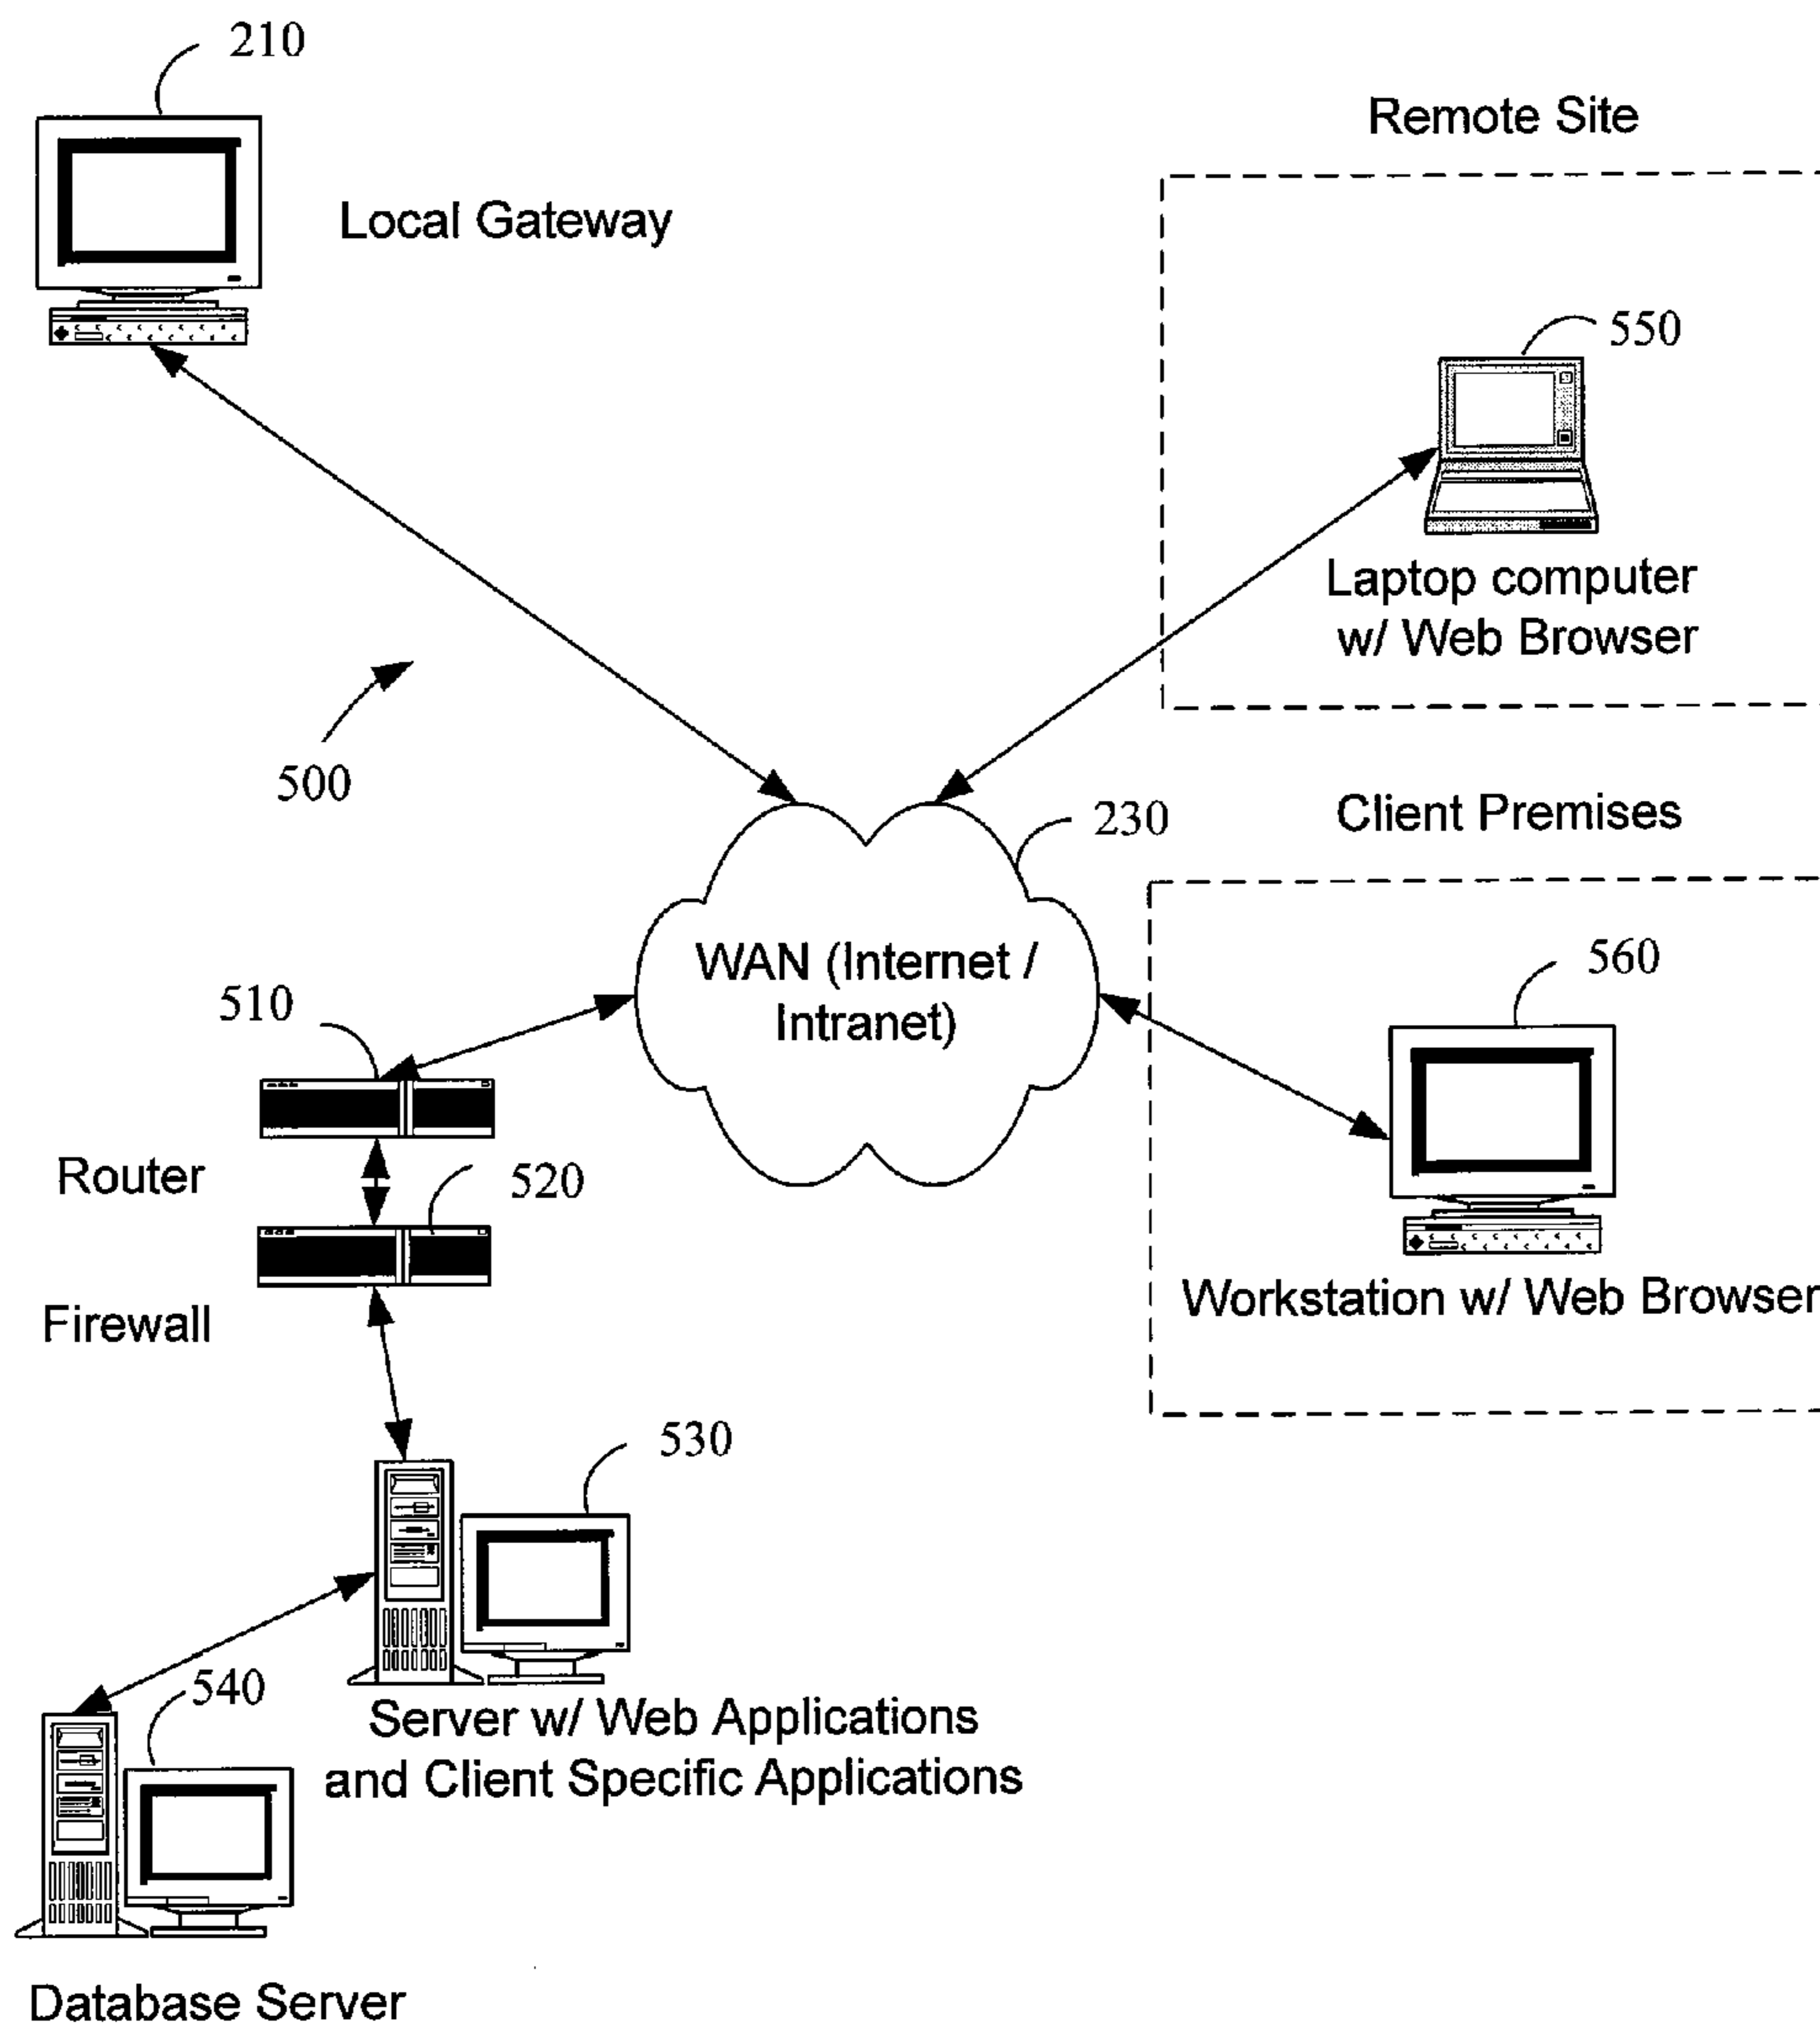 210
Remote Site
Local Gateway
550
Laptop computer
w/ Web Browser
500
230
Client Premises
WAN (Internet /
Intranet)
560
510
Router
520
Workstation w/ Web Browser
Firewall
530
540
Server w/ Web Applications
and Client Specific Applications
Database Server